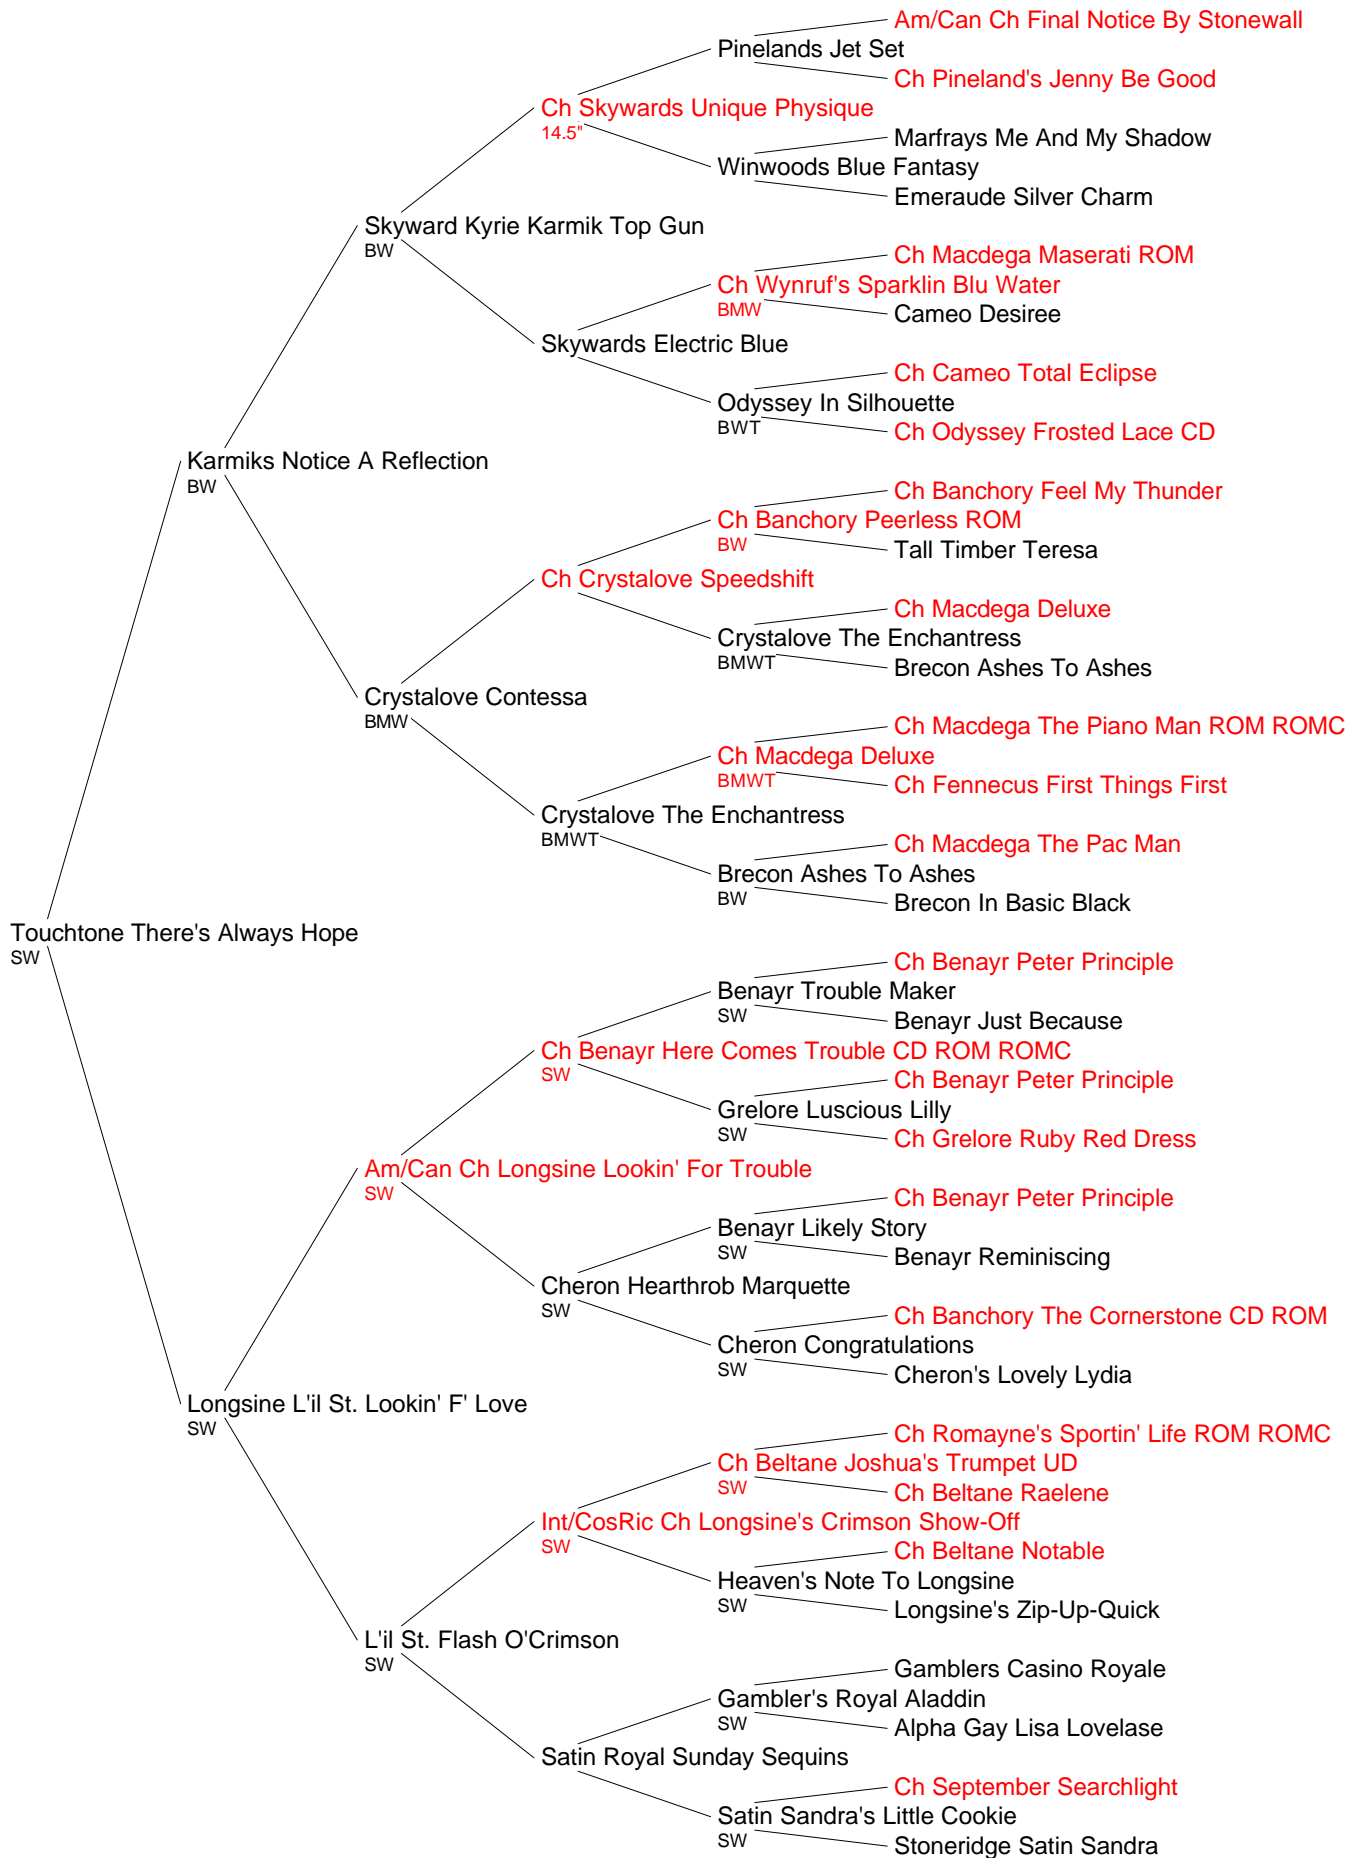 Am/Can Ch Final Notice By Stonewall
Pinelands Jet Set
Ch Pineland's Jenny Be Good
Ch Skywards Unique Physique
14.5"
Marfrays Me And My Shadow
Winwoods Blue Fantasy
Emeraude Silver Charm
Skyward Kyrie Karmik Top Gun
BW
Ch Macdega Maserati ROM
Ch Wynruf's Sparklin Blu Water
BMW
Cameo Desiree
Skywards Electric Blue
Ch Cameo Total Eclipse
Odyssey In Silhouette
BWT
Ch Odyssey Frosted Lace CD
Karmiks Notice A Reflection
BW
Ch Banchory Feel My Thunder
Ch Banchory Peerless ROM
BW
Tall Timber Teresa
Ch Crystalove Speedshift
Ch Macdega Deluxe
Crystalove The Enchantress
BMWT
Brecon Ashes To Ashes
Crystalove Contessa
BMW
Ch Macdega The Piano Man ROM ROMC
Ch Macdega Deluxe
BMWT
Ch Fennecus First Things First
Crystalove The Enchantress
BMWT
Ch Macdega The Pac Man
Brecon Ashes To Ashes
BW
Brecon In Basic Black
Touchtone There's Always Hope
SW
Ch Benayr Peter Principle
Benayr Trouble Maker
SW
Benayr Just Because
Ch Benayr Here Comes Trouble CD ROM ROMC
SW
Ch Benayr Peter Principle
Grelore Luscious Lilly
SW
Ch Grelore Ruby Red Dress
Am/Can Ch Longsine Lookin' For Trouble
SW
Ch Benayr Peter Principle
Benayr Likely Story
SW
Benayr Reminiscing
Cheron Hearthrob Marquette
SW
Ch Banchory The Cornerstone CD ROM
Cheron Congratulations
SW
Cheron's Lovely Lydia
Longsine L'il St. Lookin' F' Love
SW
Ch Romayne's Sportin' Life ROM ROMC
Ch Beltane Joshua's Trumpet UD
SW
Ch Beltane Raelene
Int/CosRic Ch Longsine's Crimson Show-Off
SW
Ch Beltane Notable
Heaven's Note To Longsine
SW
Longsine's Zip-Up-Quick
L'il St. Flash O'Crimson
SW
Gamblers Casino Royale
Gambler's Royal Aladdin
SW
Alpha Gay Lisa Lovelase
Satin Royal Sunday Sequins
Ch September Searchlight
Satin Sandra's Little Cookie
SW
Stoneridge Satin Sandra